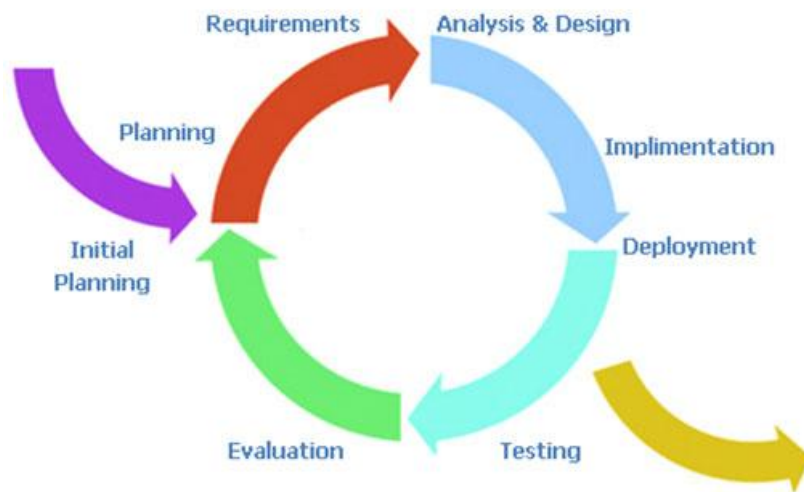 Requirements
Analysis & Design
Planning
Implimentation
Initial
Planning
Deployment
Evaluation
Testing